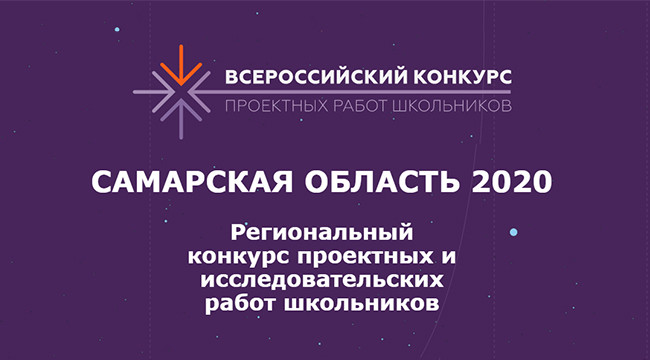 ВСЕРОССИЙСКИЙ КОНКУРС
ПРОЕКТНЫХ РАБОТ ШКОЛЬНИКОВ
САМАРСКАЯ ОБЛАСТЬ 2020
Региональный
конкурс проектных и
исследовательских
работ школьников